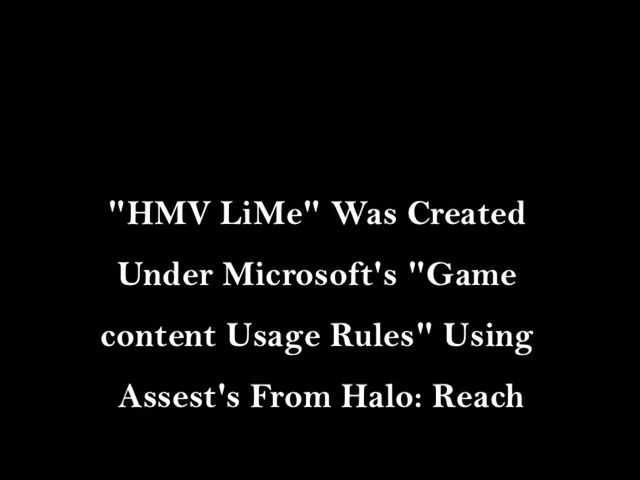 "HMV LiMe" Was Created
Under Microsoft's "Game
content Usage Rules" Using
Assest's From Halo: Reach